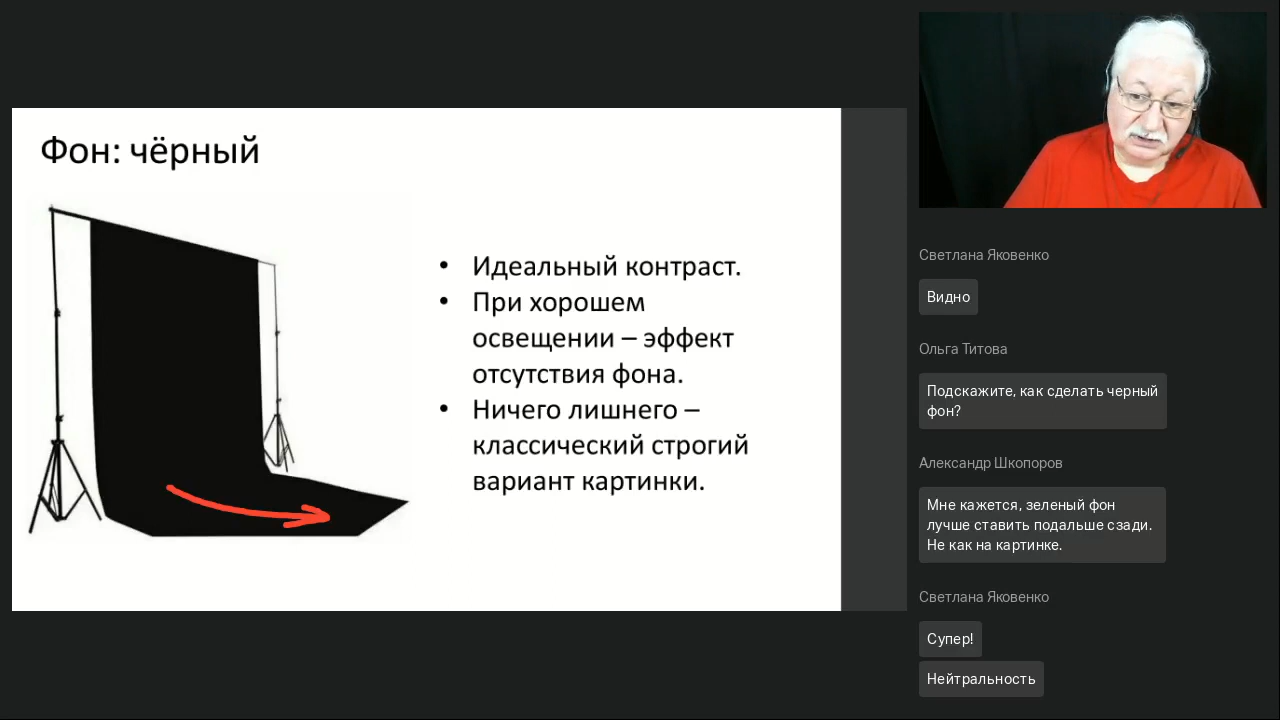 Фон: чёрный
• Идеальный контраст.
• При хорошем
освещении – эффект
отсутствия фона.
• Ничего лишнего –
классический строгий
вариант картинки.
Светлана Яковенко
Видно
Ольга Титова
Подскажите, как сделать черный
фон?
Александр Шкопоров
Мне кажется, зеленый фон
лучше ставить подальше сзади.
Не как на картинке.
Светлана Яковенко
Супер!
Нейтральность